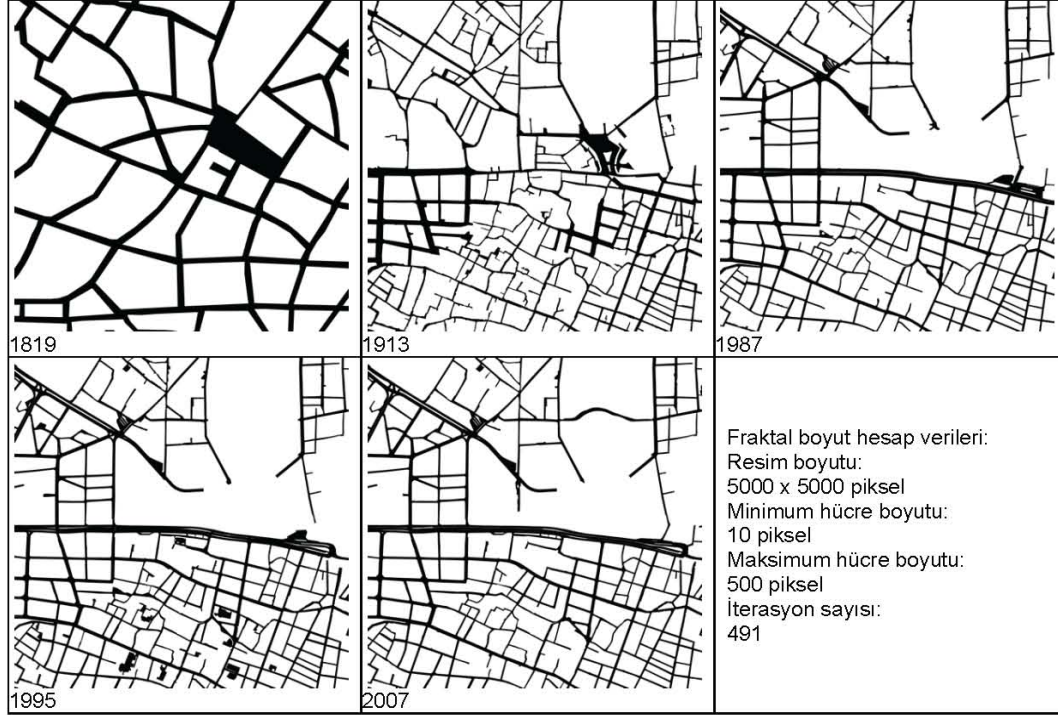 1819
1913
1987
1995
2007
Fraktal boyut hesap verileri:
Resim boyutu:
5000 x 5000 piksel
Minimum hücre boyutu:
10 piksel
Maksimum hücre boyutu:
500 piksel
İterasyon sayısı:
491